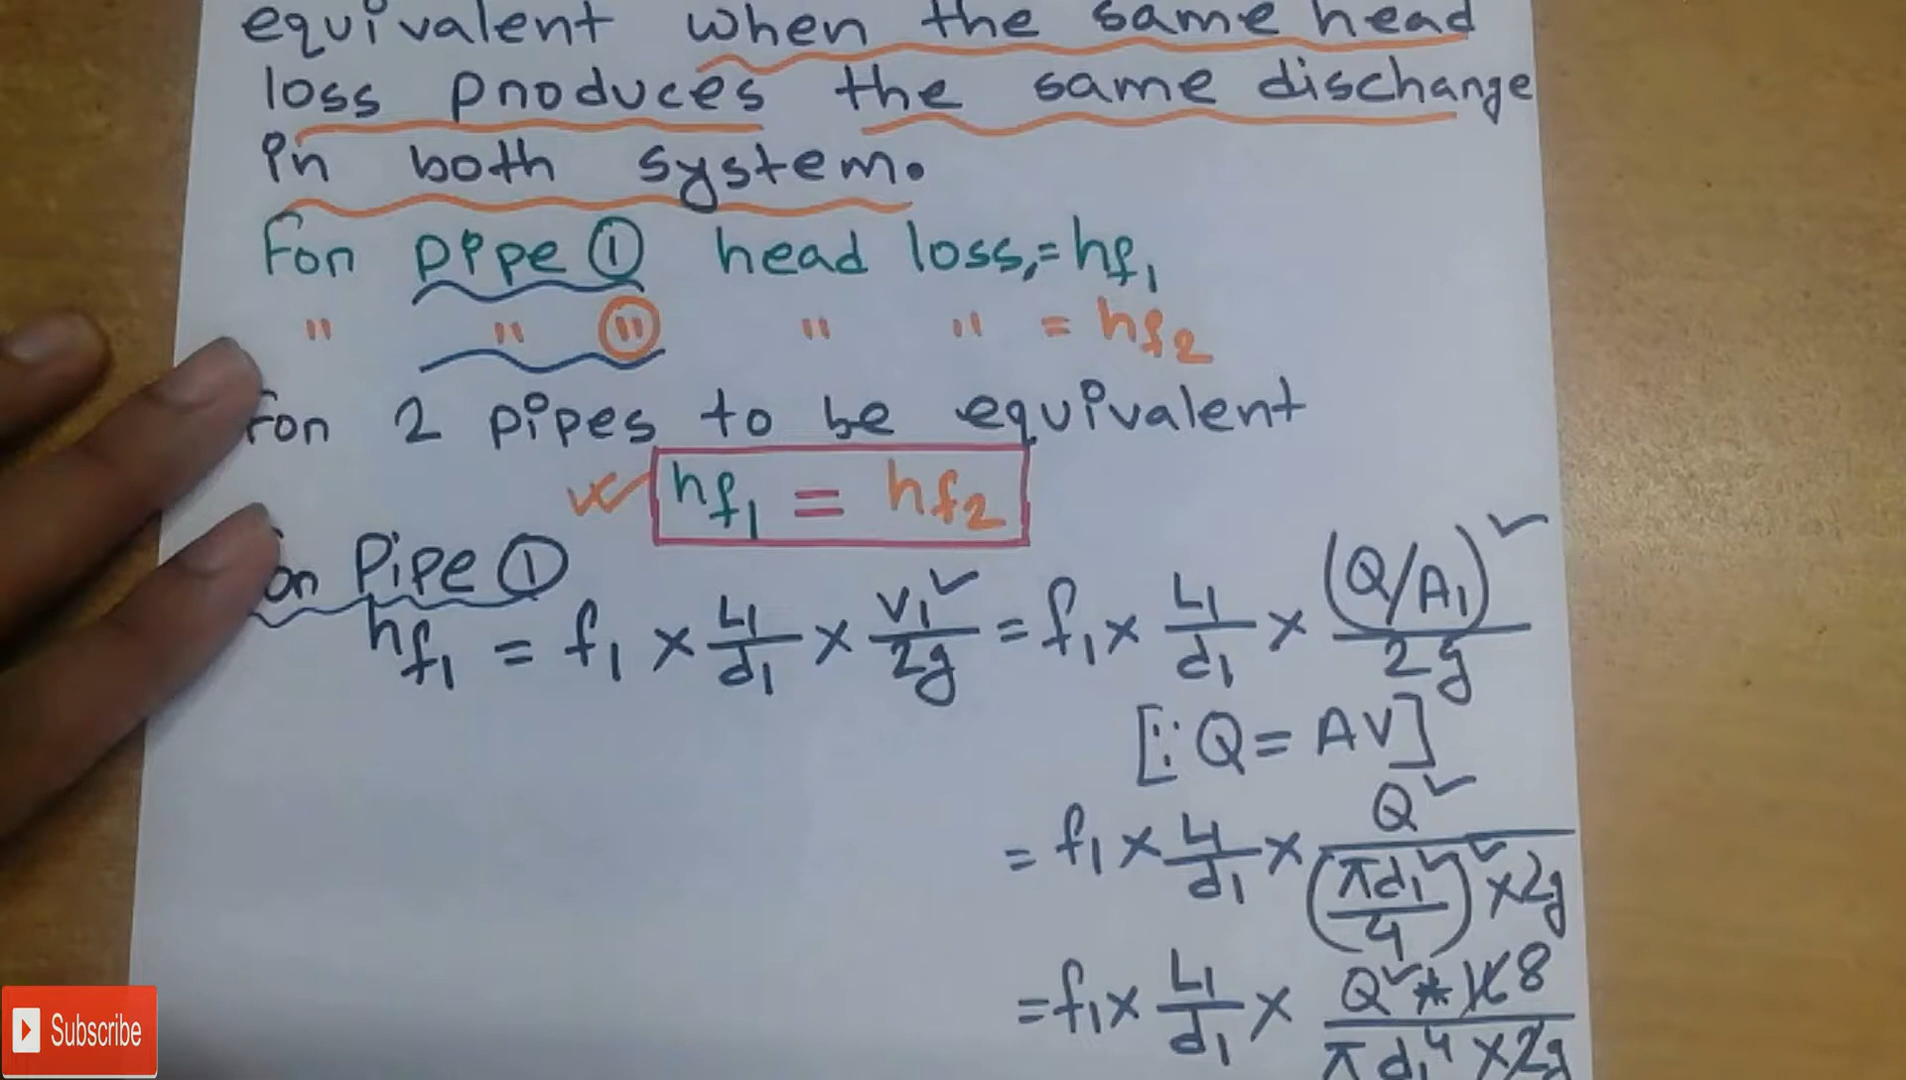 equivalent when the same head
loss produces the same discharge
in both system.
For pipe ① head loss, = hf₁
" " " " " = hf₂
For 2 pipes to be equivalent
hf₁ = hf₂
Pipe ①
hf₁ = f₁ × L₁/d₁ × V₁²/2g = f₁ × L₁/d₁ × (Q/A₁)²/2g
[∵ Q = AV]
= f₁ × L₁/d₁ × Q²/(πd₁²/4)² × 2g
= f₁ × L₁/d₁ × Q² * 16 8/π d₁⁴ × 2g
Subscribe